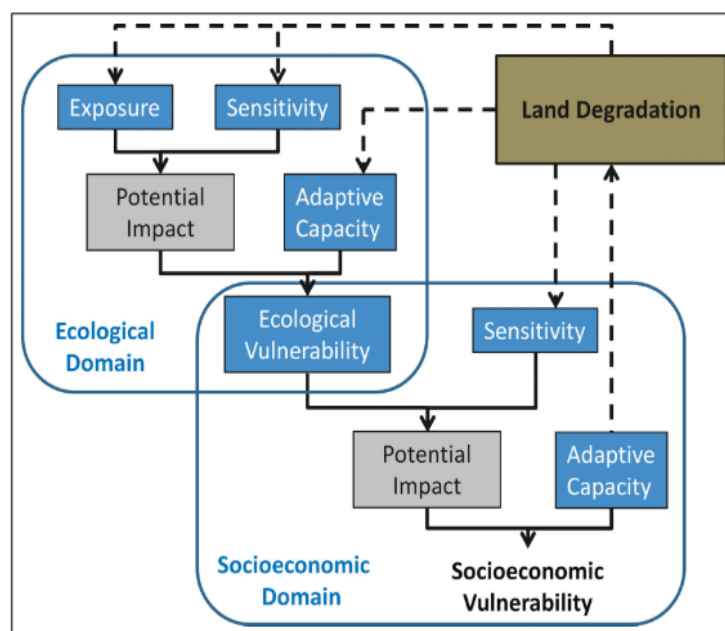 Land Degradation
Exposure
Sensitivity
Potential
Impact
Adaptive
Capacity
Ecological
Domain
Ecological
Vulnerability
Sensitivity
Potential
Impact
Adaptive
Capacity
Socioeconomic
Domain
Socioeconomic
Vulnerability